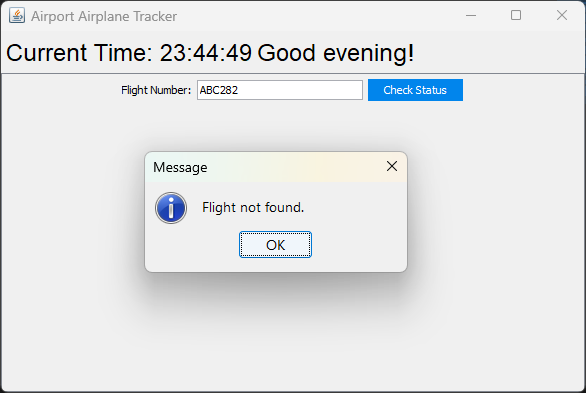 Airport Airplane Tracker
Current Time: 23:44:49 Good evening!
Flight Number: ABC282 Check Status
Message
Flight not found.
OK